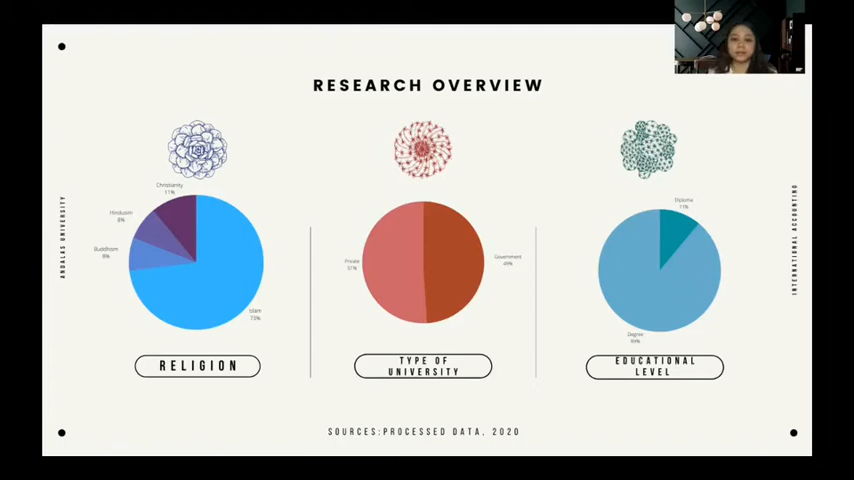 RESEARCH OVERVIEW
Christianity
11%
Hinduism
8%
Buddhism
8%
Islam
73%
Private
51%
Government
49%
Diploma
11%
Degree
89%
ANDALAS UNIVERSITY
INTERNATIONAL ACCOUNTING
RELIGION
TYPE OF
UNIVERSITY
EDUCATIONAL
LEVEL
SOURCES:PROCESSED DATA, 2020